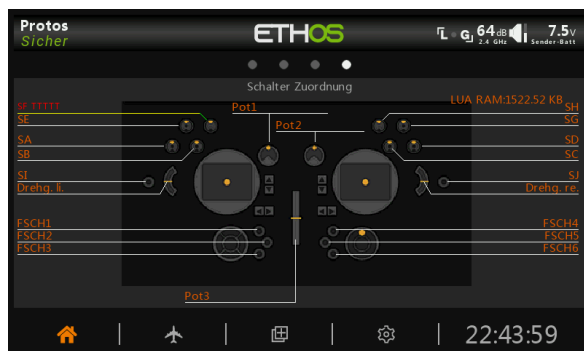 Protos
Sicher
ETHOS
L G 64dB 2.4 GHz 7.5V Sender-Batt
Schalter Zuordnung
LUA RAM:1522.52 KB
SF TTTTT
Pot1
SH
SE
SG
Pot2
SA
SD
SB
SC
SI
SJ
Drehg. li.
Drehg. re.
FSCH1
FSCH4
FSCH2
FSCH5
FSCH3
FSCH6
Pot3
22:43:59